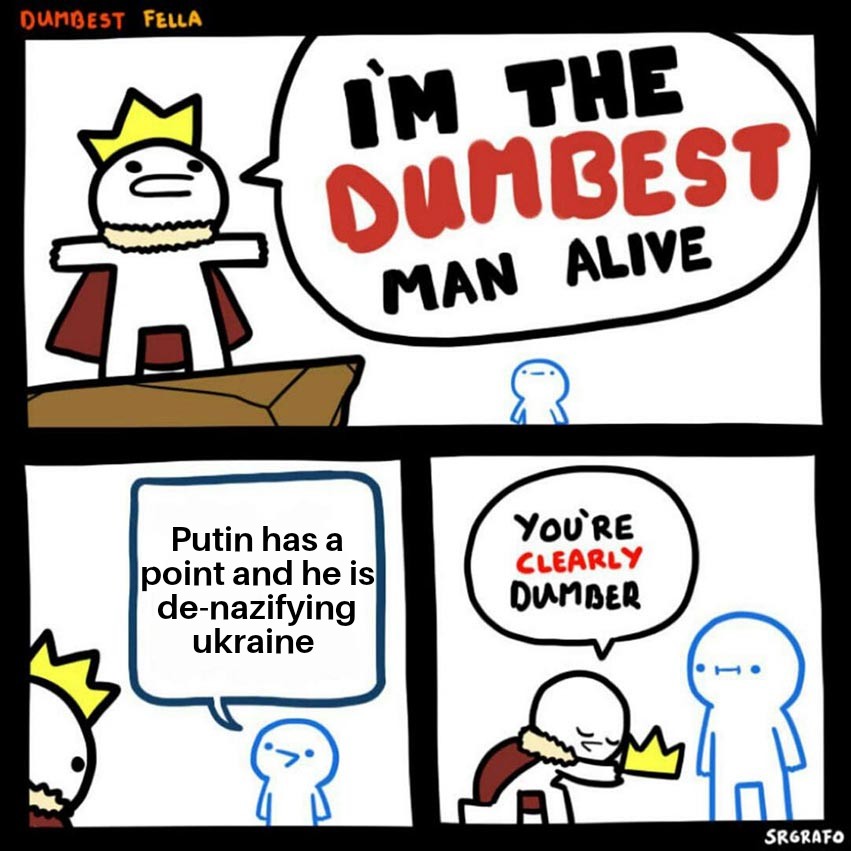 DUMBEST FELLA
I'M THE
DUMBEST
MAN ALIVE
Putin has a
point and he is
de-nazifying
ukraine
YOU'RE
CLEARLY
DUMBER
SRGRAFO